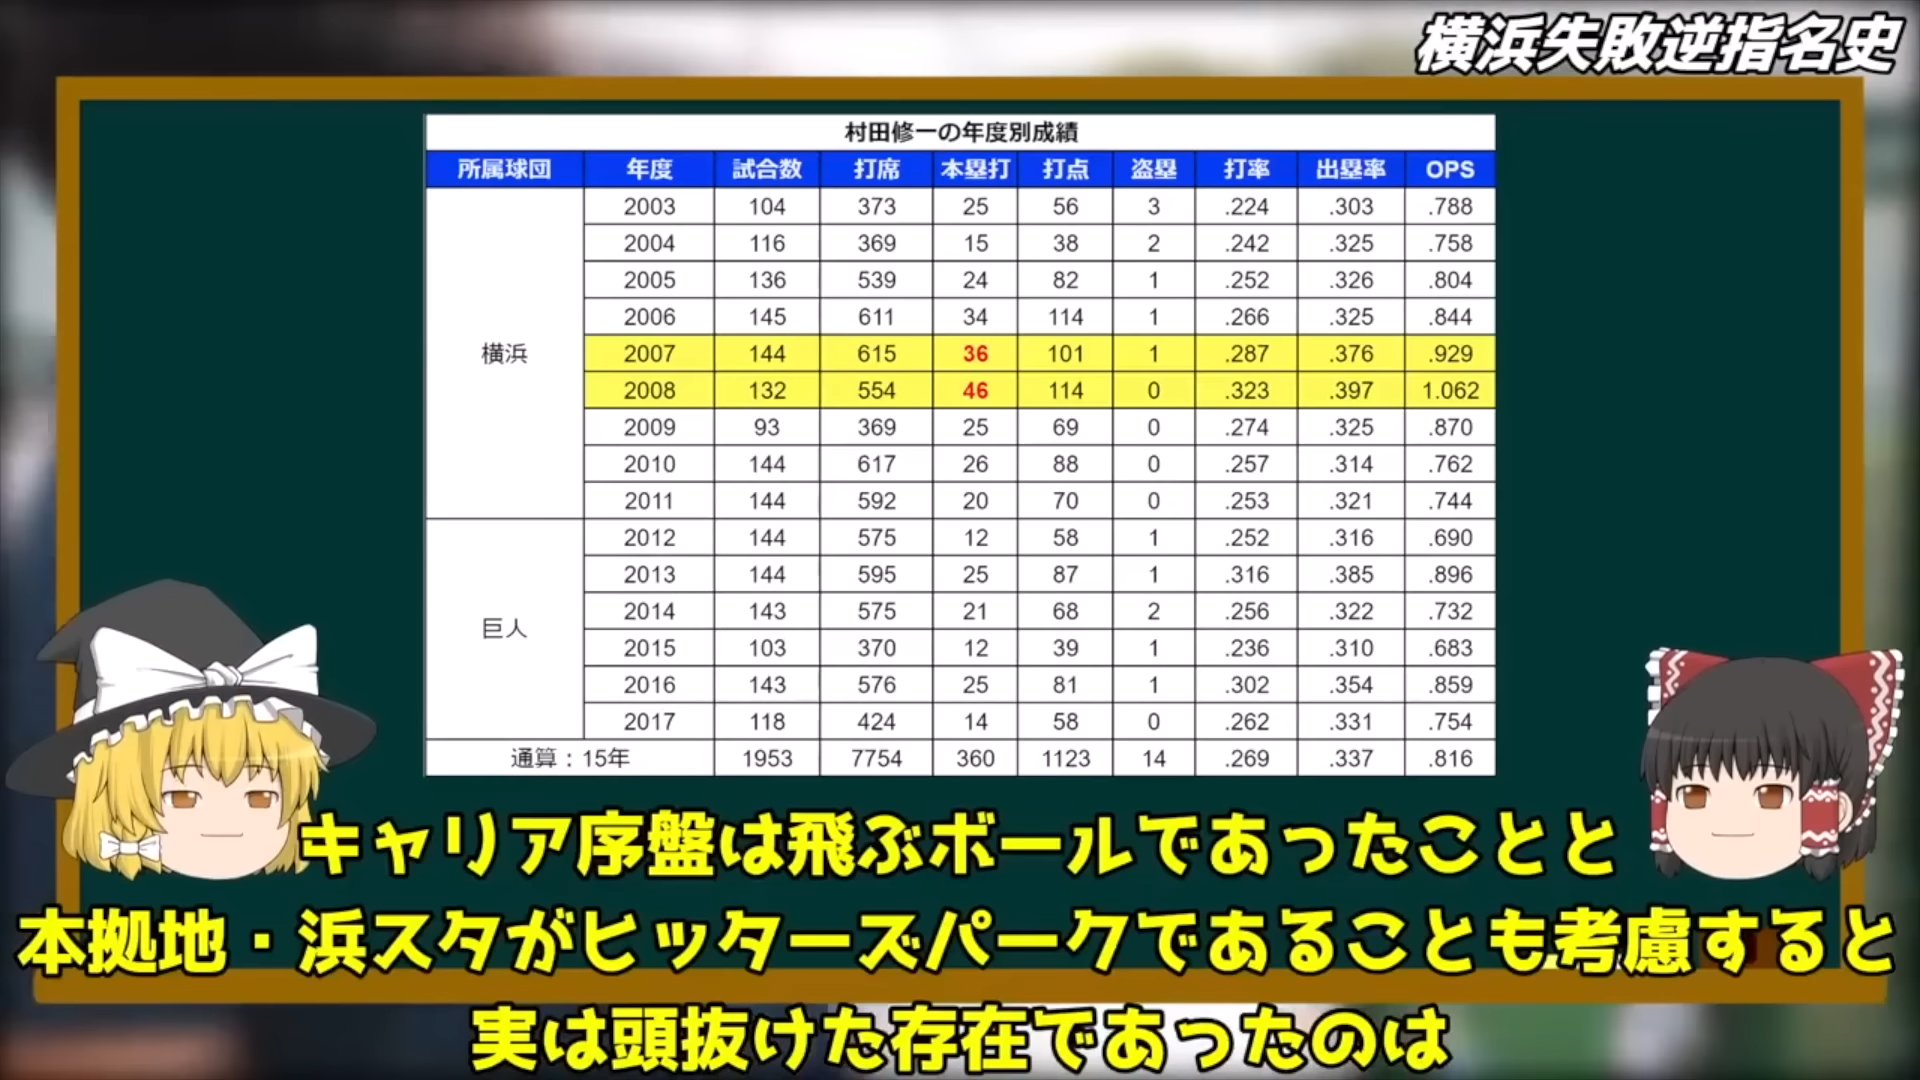 横浜失敗逆指名史
村田修一の年度別成績
所属球団 年度 試合数 打席 本塁打 打点 盗塁 打率 出塁率 OPS
横浜
2003 104 373 25 56 3 .224 .303 .788
2004 116 369 15 38 2 .242 .325 .758
2005 136 539 24 82 1 .252 .326 .804
2006 145 611 34 114 1 .266 .325 .844
2007 144 615 36 101 1 .287 .376 .929
2008 132 554 46 114 0 .323 .397 1.062
2009 93 369 25 69 0 .274 .325 .870
2010 144 617 26 88 0 .257 .314 .762
2011 144 592 20 70 0 .253 .321 .744
巨人
2012 144 575 12 58 1 .252 .316 .690
2013 144 595 25 87 1 .316 .385 .896
2014 143 575 21 68 2 .256 .322 .732
2015 103 370 12 39 1 .236 .310 .683
2016 143 576 25 81 1 .302 .354 .859
2017 118 424 14 58 0 .262 .331 .754
通算：15年 1953 7754 360 1123 14 .269 .337 .816
キャリア序盤は飛ぶボールであったことと
本拠地・浜スタがヒッターズパークであることも考慮すると
実は頭抜けた存在であったのは